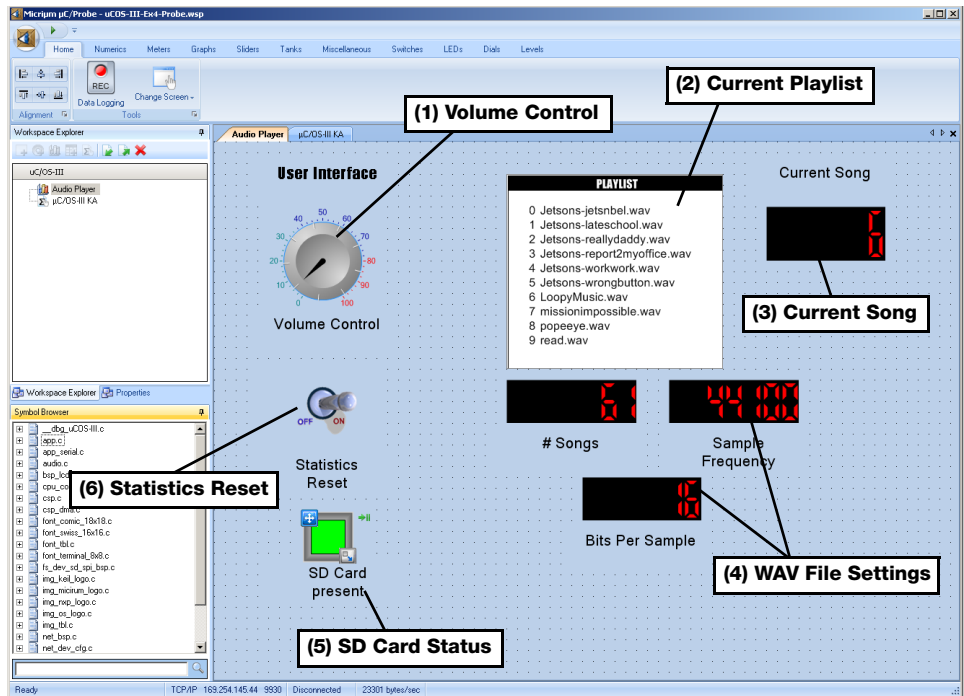 Micriµm µC/Probe - uCOS-III-Ex4-Probe.wsp
Home Numerics Meters Graphs Sliders Tanks Miscellaneous Switches LEDs Dials Levels
REC
Data Logging
Change Screen
Alignment
Tools
(1) Volume Control
(2) Current Playlist
Workspace Explorer
uC/OS-III
Audio Player
µC/OS-III KA
Workspace Explorer
Properties
Symbol Browser
__dbg_uCOS-III.c
app.c
app_serial.c
audio.c
csp.c
font_comic_18x18.c
font_swiss_16x16.c
font_tbl.c
font_terminal_8x8.c
fs_dev_sd_spi_bsp.c
img_keil_logo.c
img_micrium_logo.c
img_nxp_logo.c
img_os_logo.c
img_tbl.c
net_bsp.c
net_dev_cfg.c
Audio Player
µC/OS-III KA
User Interface
0 10 20 30 40 50 60 70 80 90 100
Volume Control
PLAYLIST
0 Jetsons-jetsnbel.wav
1 Jetsons-lateschool.wav
2 Jetsons-reallydaddy.wav
3 Jetsons-report2myoffice.wav
4 Jetsons-workwork.wav
5 Jetsons-wrongbutton.wav
6 LoopyMusic.wav
7 missionimpossible.wav
8 popeeye.wav
9 read.wav
Current Song
6
(3) Current Song
OFF
ON
Statistics
Reset
(6) Statistics Reset
61
# Songs
44100
Sample
Frequency
16
Bits Per Sample
(4) WAV File Settings
SD Card
present
(5) SD Card Status
Ready
TCP/IP 169.254.145.44 9930 Disconnected 23301 bytes/sec